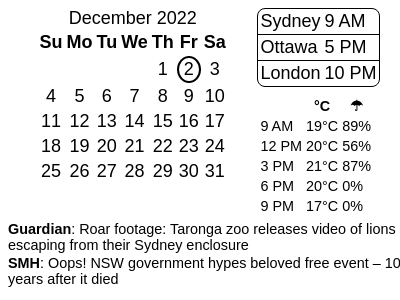 December 2022
Su Mo Tu We Th Fr Sa
1 2 3
4 5 6 7 8 9 10
11 12 13 14 15 16 17
18 19 20 21 22 23 24
25 26 27 28 29 30 31
Sydney 9 AM
Ottawa 5 PM
London 10 PM
°C ☂
9 AM 19°C 89%
12 PM 20°C 56%
3 PM 21°C 87%
6 PM 20°C 0%
9 PM 17°C 0%
Guardian: Roar footage: Taronga zoo releases video of lions
escaping from their Sydney enclosure
SMH: Oops! NSW government hypes beloved free event – 10
years after it died